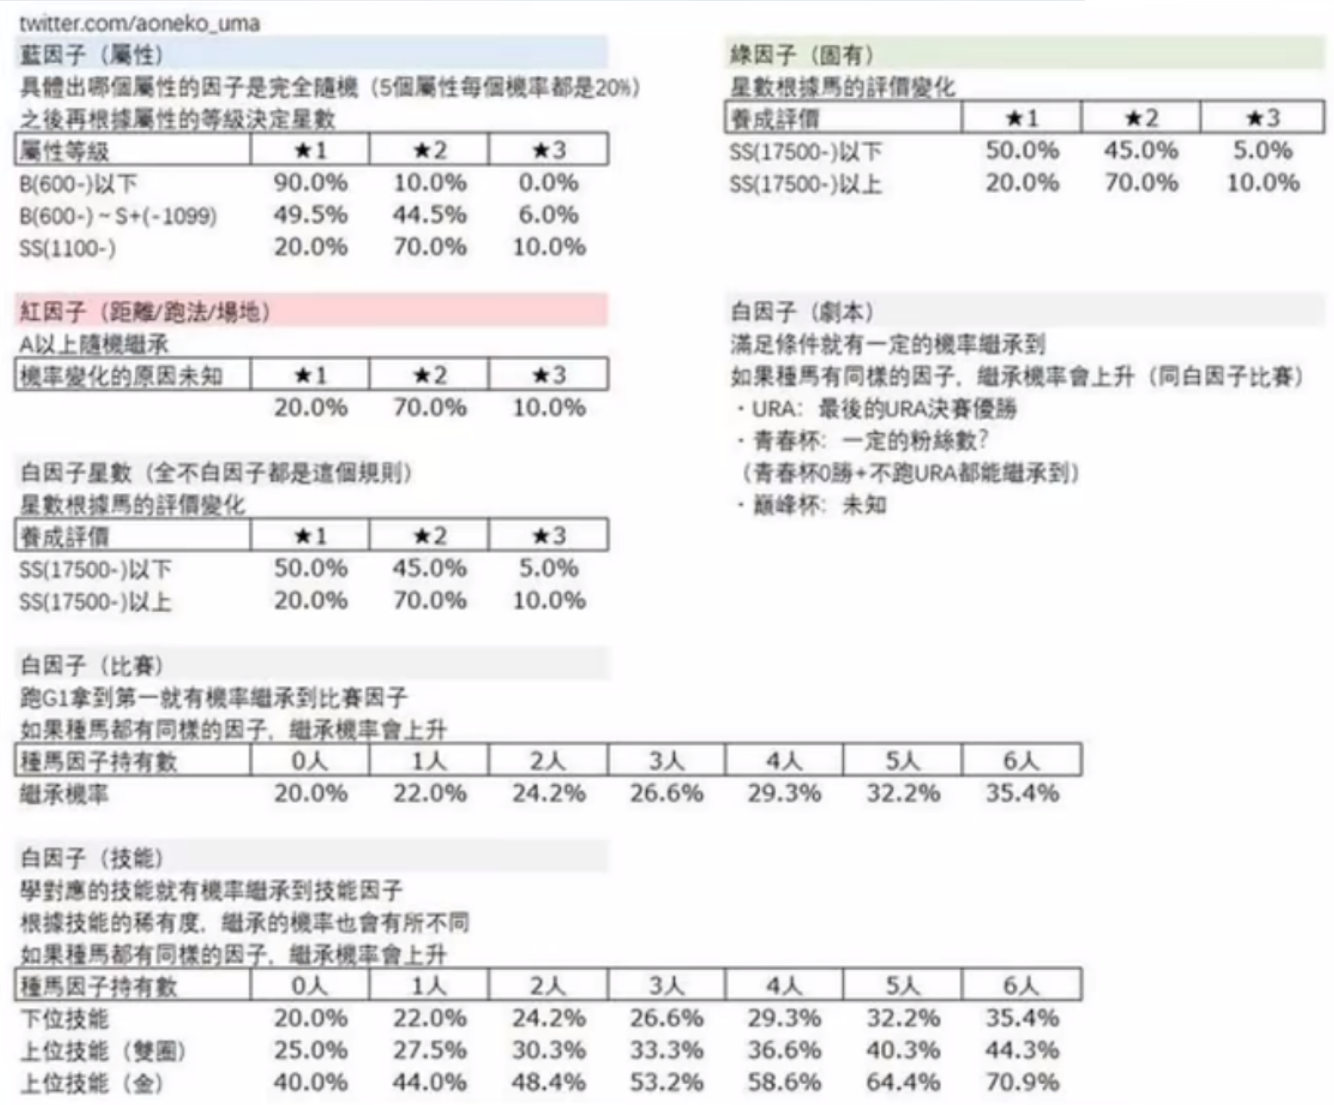 twitter.com/aoneko_uma
藍因子（屬性）
具體出哪個屬性的因子是完全隨機（5個屬性每個機率都是20%）
之後再根據屬性的等級決定星數
屬性等級 ★1 ★2 ★3
B(600-)以下 90.0% 10.0% 0.0%
B(600-)~S+(-1099) 49.5% 44.5% 6.0%
SS(1100-) 20.0% 70.0% 10.0%
綠因子（固有）
星數根據馬的評價變化
養成評價 ★1 ★2 ★3
SS(17500-)以下 50.0% 45.0% 5.0%
SS(17500-)以上 20.0% 70.0% 10.0%
紅因子（距離/跑法/場地）
A以上隨機繼承
機率變化的原因未知 ★1 ★2 ★3
20.0% 70.0% 10.0%
白因子（劇本）
滿足條件就有一定的機率繼承到
如果種馬有同樣的因子，繼承機率會上升（同白因子比賽）
・URA：最後的URA決賽優勝
・青春杯：一定的粉絲數?
（青春杯0勝+不跑URA都能繼承到）
・巔峰杯：未知
白因子星數（全不白因子都是這個規則）
星數根據馬的評價變化
養成評價 ★1 ★2 ★3
SS(17500-)以下 50.0% 45.0% 5.0%
SS(17500-)以上 20.0% 70.0% 10.0%
白因子（比賽）
跑G1拿到第一就有機率繼承到比賽因子
如果種馬都有同樣的因子，繼承機率會上升
種馬因子持有數 0人 1人 2人 3人 4人 5人 6人
繼承機率 20.0% 22.0% 24.2% 26.6% 29.3% 32.2% 35.4%
白因子（技能）
學對應的技能就有機率繼承到技能因子
根據技能的稀有度，繼承的機率也會有所不同
如果種馬都有同樣的因子，繼承機率會上升
種馬因子持有數 0人 1人 2人 3人 4人 5人 6人
下位技能 20.0% 22.0% 24.2% 26.6% 29.3% 32.2% 35.4%
上位技能（雙圈） 25.0% 27.5% 30.3% 33.3% 36.6% 40.3% 44.3%
上位技能（金） 40.0% 44.0% 48.4% 53.2% 58.6% 64.4% 70.9%